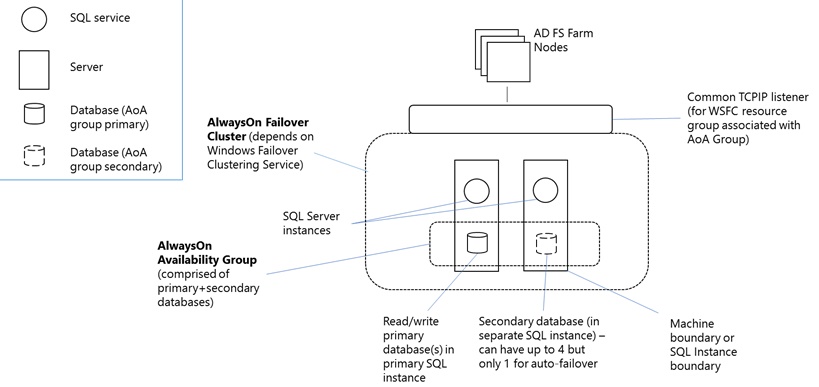 SQL service
Server
Database (AoA
group primary)
Database (AoA
group secondary)
AD FS Farm
Nodes
Common TCPIP listener
(for WSFC resource
group associated with
AoA Group)
AlwaysOn Failover
Cluster (depends on
Windows Failover
Clustering Service)
SQL Server
instances
AlwaysOn
Availability Group
(comprised of
primary+secondary
databases)
Read/write
primary
database(s) in
primary SQL
instance
Secondary database (in
separate SQL instance) –
can have up to 4 but
only 1 for auto-failover
Machine
boundary or
SQL Instance
boundary